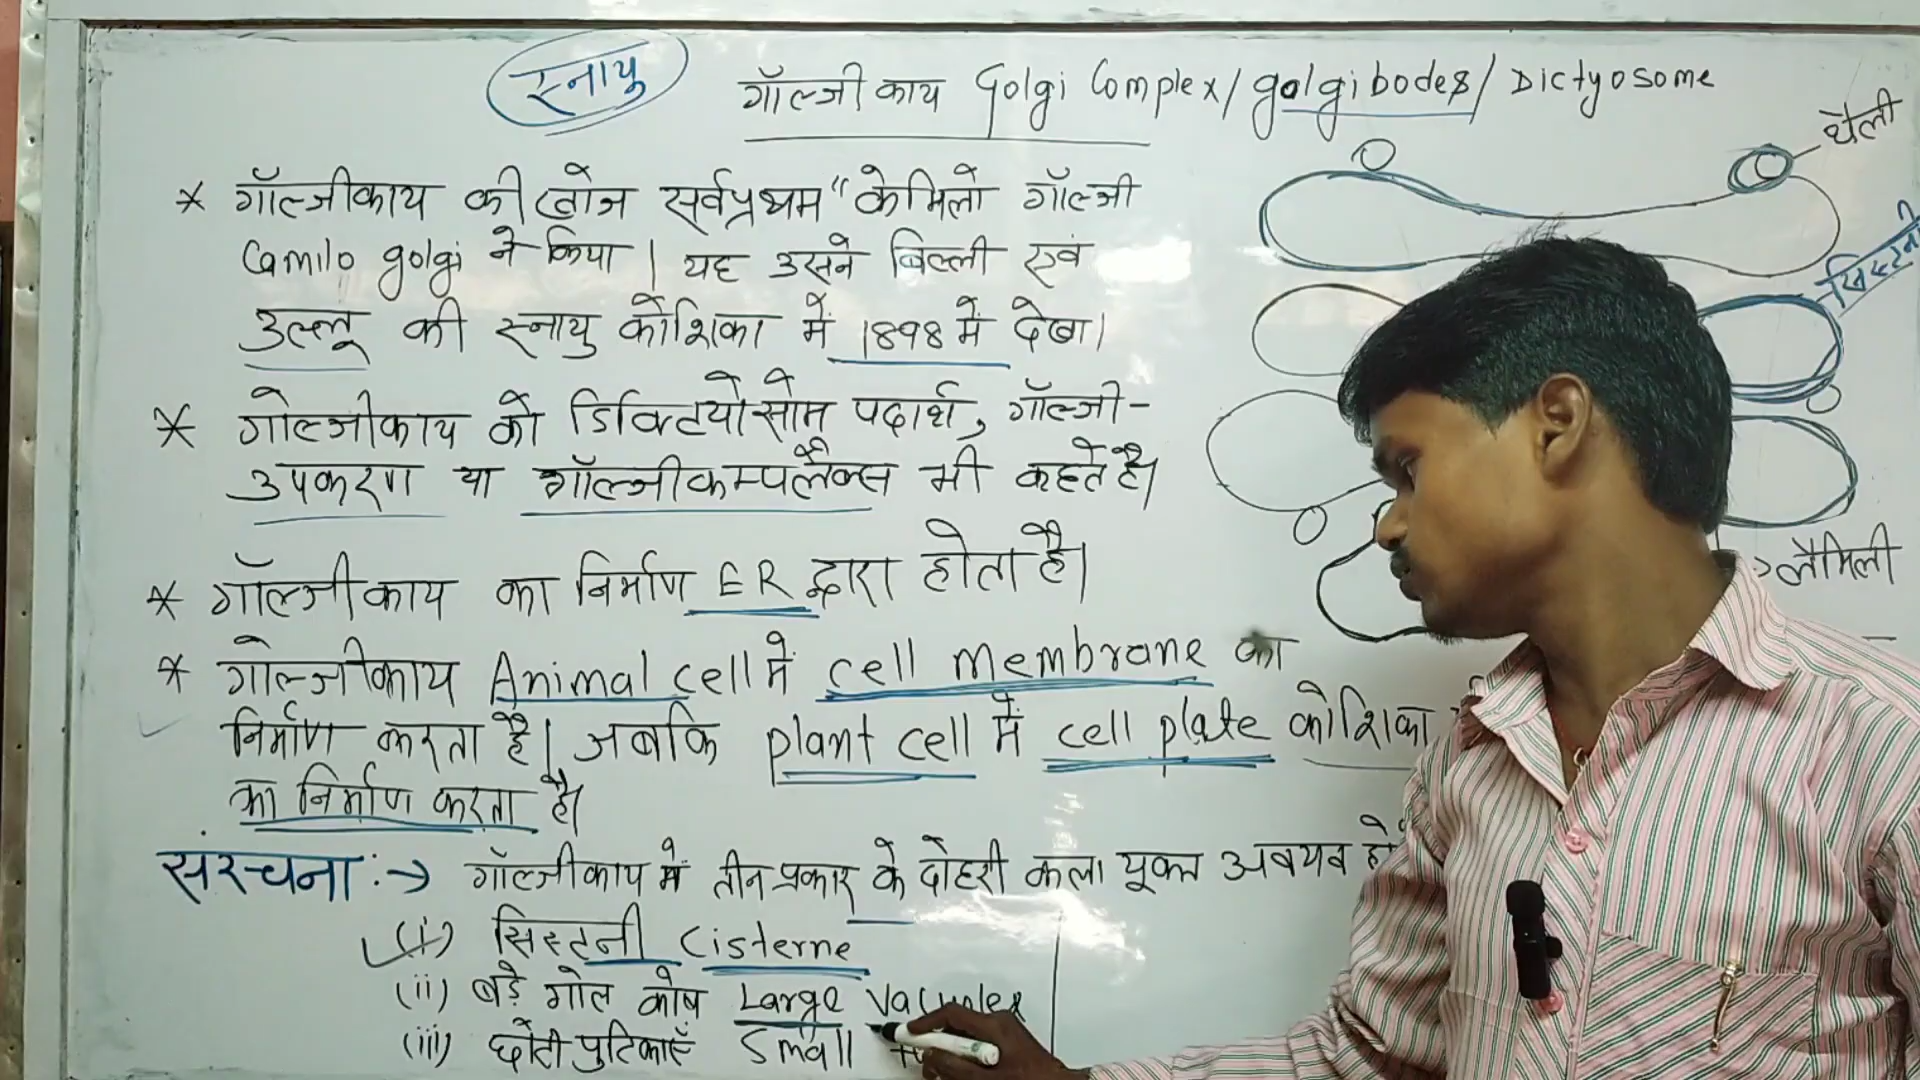 स्नायु
गॉल्जीकाय Golgi Complex/golgibodes/Dictyosome
थैली
* गॉल्जीकाय की खोज सर्वप्रथम "केमिलो गॉल्जी
Camilo golgi ने किया। यह उसने बिल्ली एवं
उल्लू की स्नायु कोशिका में 1898 में देखा।
सिस्टर्नी
* गोल्जीकाय को डिक्टियोसोम पदार्थ, गॉल्जी-
उपकरण या गॉल्जीकम्पलैक्स भी कहते है।
* गॉल्जीकाय का निर्माण ER द्वारा होता है।
लैमिली
* गोल्जीकाय Animal cell में cell membrane का
निर्माण करता है। जबकि plant cell में cell plate कोशिका
का निर्माण करता है।
संरचना :→ गॉल्जीकाय में तीन प्रकार के दोहरी कला युक्त अवयव
(i) सिस्टर्नी Cisterne
(ii) बड़े गोल कोष Large
(iii) छोटी पुटिकाएँ Small